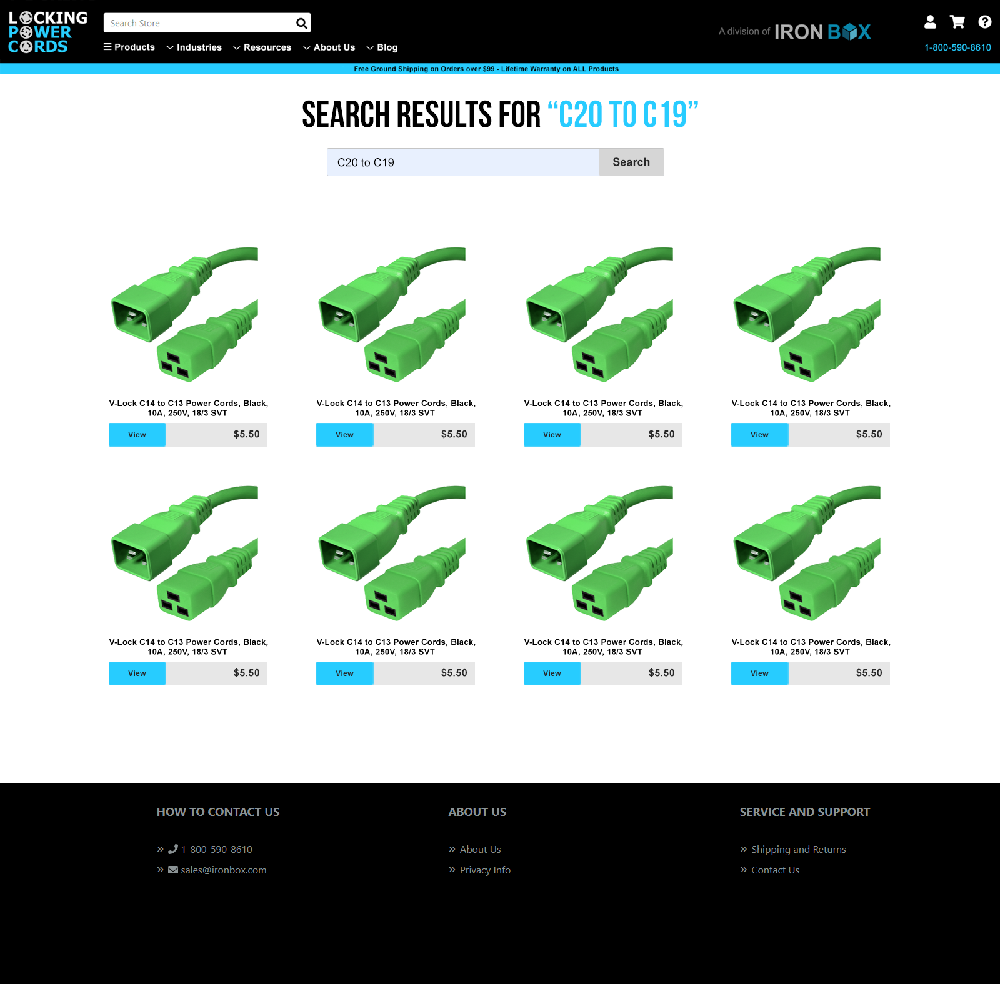 LOCKING
POWER
CORDS
Search Store
Products Industries Resources About Us Blog
A division of IRON BOX
1-800-590-8610
Free Ground Shipping on Orders over $99 - Lifetime Warranty on ALL Products
SEARCH RESULTS FOR “C20 TO C19”
C20 to C19 Search
V-Lock C14 to C13 Power Cords, Black,
10A, 250V, 18/3 SVT
View $5.50
V-Lock C14 to C13 Power Cords, Black,
10A, 250V, 18/3 SVT
View $5.50
V-Lock C14 to C13 Power Cords, Black,
10A, 250V, 18/3 SVT
View $5.50
V-Lock C14 to C13 Power Cords, Black,
10A, 250V, 18/3 SVT
View $5.50
V-Lock C14 to C13 Power Cords, Black,
10A, 250V, 18/3 SVT
View $5.50
V-Lock C14 to C13 Power Cords, Black,
10A, 250V, 18/3 SVT
View $5.50
V-Lock C14 to C13 Power Cords, Black,
10A, 250V, 18/3 SVT
View $5.50
V-Lock C14 to C13 Power Cords, Black,
10A, 250V, 18/3 SVT
View $5.50
HOW TO CONTACT US
» 1-800-590-8610
» sales@ironbox.com
ABOUT US
» About Us
» Privacy Info
SERVICE AND SUPPORT
» Shipping and Returns
» Contact Us